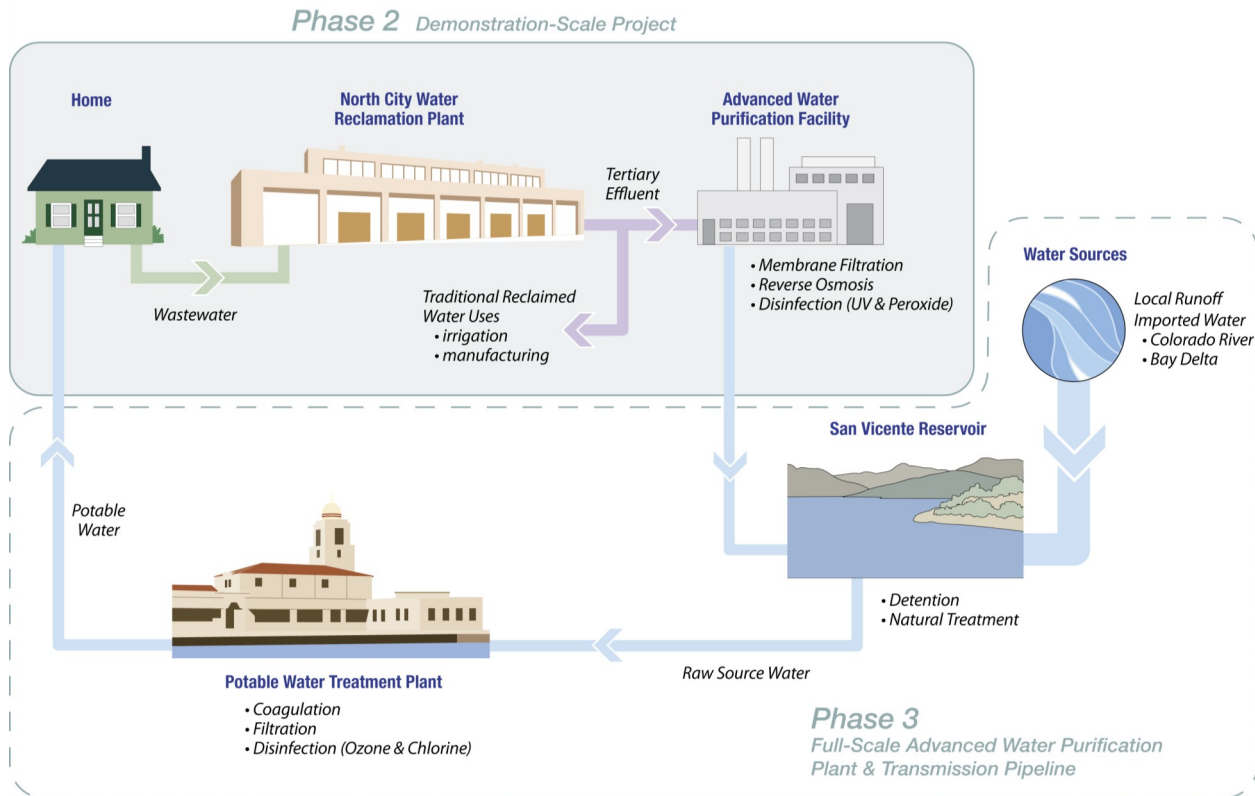 Phase 2 Demonstration-Scale Project
Home
North City Water
Reclamation Plant
Advanced Water
Purification Facility
Tertiary
Effluent
Wastewater
Traditional Reclaimed
Water Uses
• irrigation
• manufacturing
• Membrane Filtration
• Reverse Osmosis
• Disinfection (UV & Peroxide)
Water Sources
Local Runoff
Imported Water
• Colorado River
• Bay Delta
San Vicente Reservoir
• Detention
• Natural Treatment
Potable
Water
Raw Source Water
Potable Water Treatment Plant
• Coagulation
• Filtration
• Disinfection (Ozone & Chlorine)
Phase 3
Full-Scale Advanced Water Purification
Plant & Transmission Pipeline